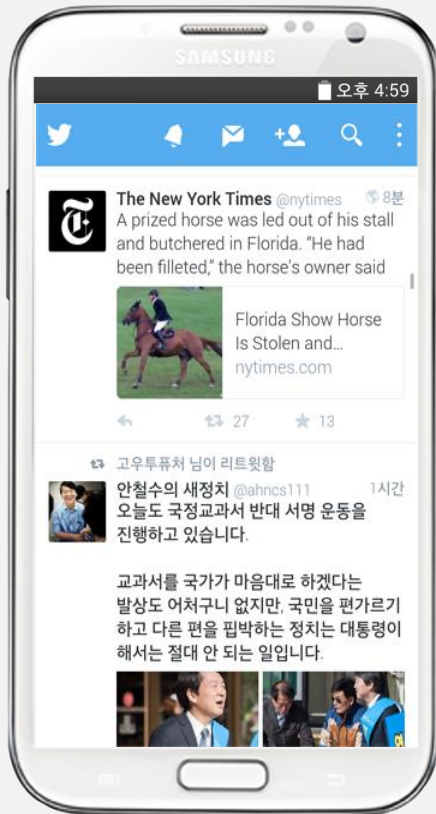 SAMSUNG
오후 4:59
The New York Times @nytimes 8분
A prized horse was led out of his stall
and butchered in Florida. "He had
been filleted," the horse's owner said
Florida Show Horse
Is Stolen and...
nytimes.com
27 13
고우투퓨처 님이 리트윗함
안철수의 새정치 @ahncs111 1시간
오늘도 국정교과서 반대 서명 운동을
진행하고 있습니다.
교과서를 국가가 마음대로 하겠다는
발상도 어처구니 없지만, 국민을 편가르기
하고 다른 편을 핍박하는 정치는 대통령이
해서는 절대 안 되는 일입니다.